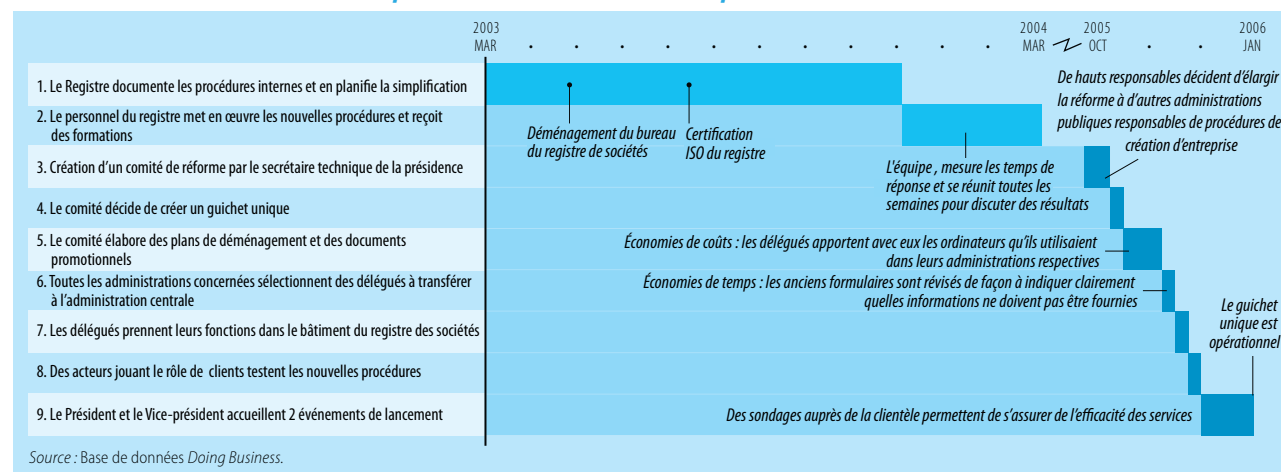 2003
MAR
2004
MAR
2005
OCT
2006
JAN
1. Le Registre documente les procédures internes et en planifie la simplification
2. Le personnel du registre met en œuvre les nouvelles procédures et reçoit
des formations
3. Création d'un comité de réforme par le secrétaire technique de la présidence
4. Le comité décide de créer un guichet unique
5. Le comité élabore des plans de déménagement et des documents
promotionnels
6. Toutes les administrations concernées sélectionnent des délégués à transférer
à l'administration centrale
7. Les délégués prennent leurs fonctions dans le bâtiment du registre des sociétés
8. Des acteurs jouant le rôle de clients testent les nouvelles procédures
9. Le Président et le Vice-président accueillent 2 événements de lancement
Déménagement du bureau
du registre de sociétés
Certification
ISO du registre
De hauts responsables décident d'élargir
la réforme à d'autres administrations
publiques responsables de procédures de
création d'entreprise
L'équipe , mesure les temps de
réponse et se réunit toutes les
semaines pour discuter des résultats
Économies de coûts : les délégués apportent avec eux les ordinateurs qu'ils utilisaient
dans leurs administrations respectives
Économies de temps : les anciens formulaires sont révisés de façon à indiquer clairement
quelles informations ne doivent pas être fournies
Le guichet
unique est
opérationnel
Des sondages auprès de la clientèle permettent de s'assurer de l'efficacité des services
Source : Base de données Doing Business.